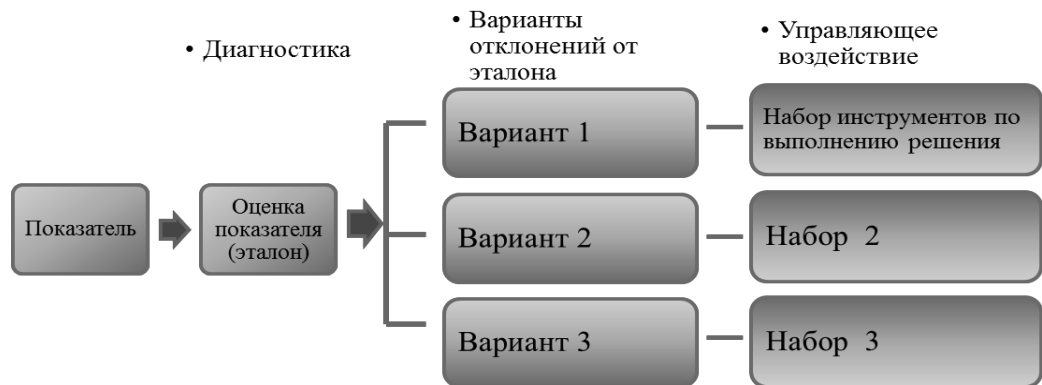 • Диагностика
• Варианты
отклонений от
эталона
• Управляющее
воздействие
Показатель
Оценка
показателя
(эталон)
Вариант 1
Набор инструментов по
выполнению решения
Вариант 2
Набор 2
Вариант 3
Набор 3